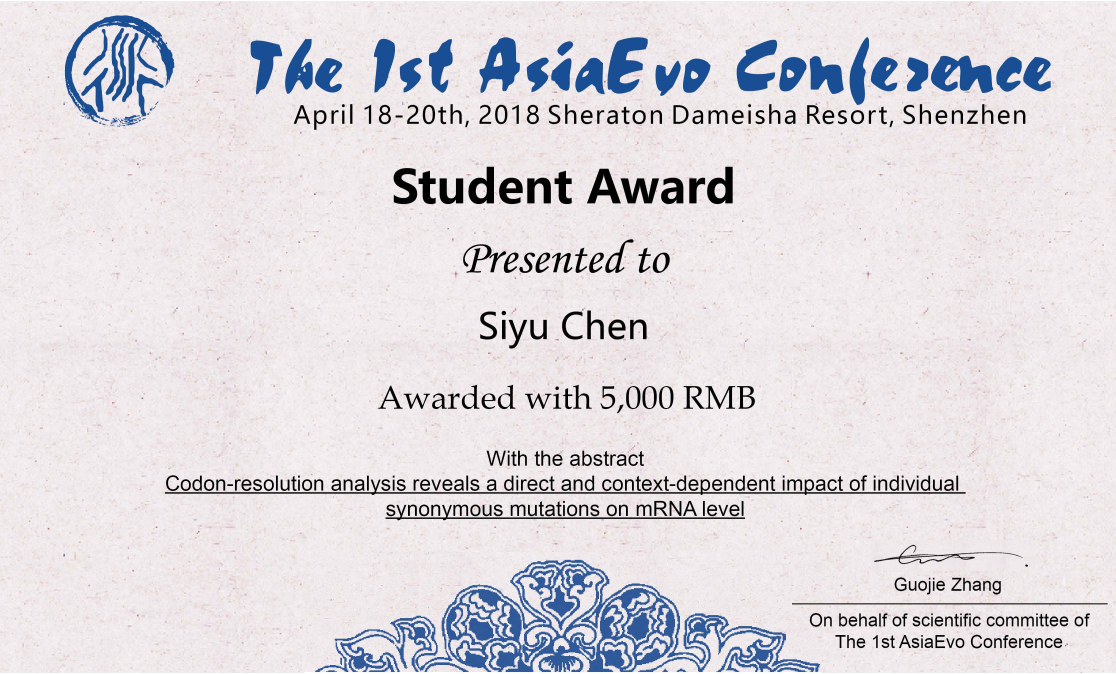 The 1st AsiaEvo Conference
April 18-20th, 2018 Sheraton Dameisha Resort, Shenzhen
Student Award
Presented to
Siyu Chen
Awarded with 5,000 RMB
With the abstract
Codon-resolution analysis reveals a direct and context-dependent impact of individual
synonymous mutations on mRNA level
Guojie Zhang
On behalf of scientific committee of
The 1st AsiaEvo Conference